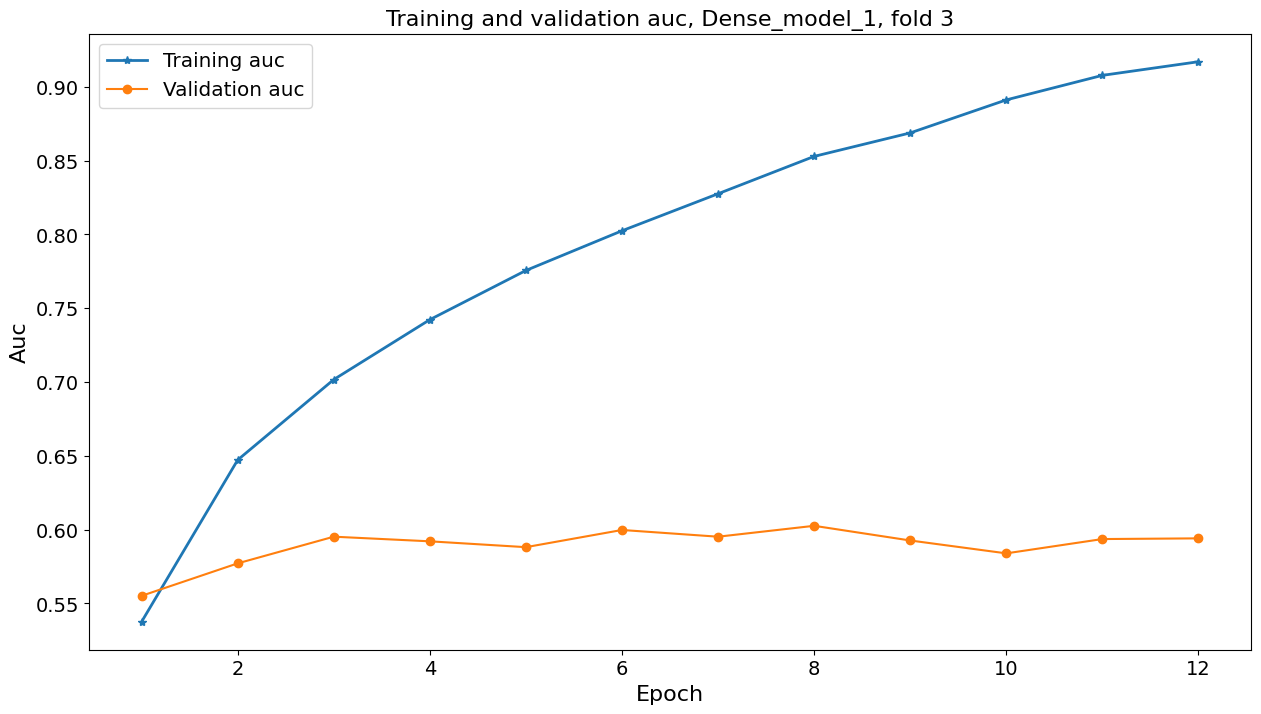 Training and validation auc, Dense_model_1, fold 3
Training auc
Validation auc
0.90
0.85
0.80
0.75
0.70
0.65
0.60
0.55
Auc
2 4 6 8 10 12
Epoch